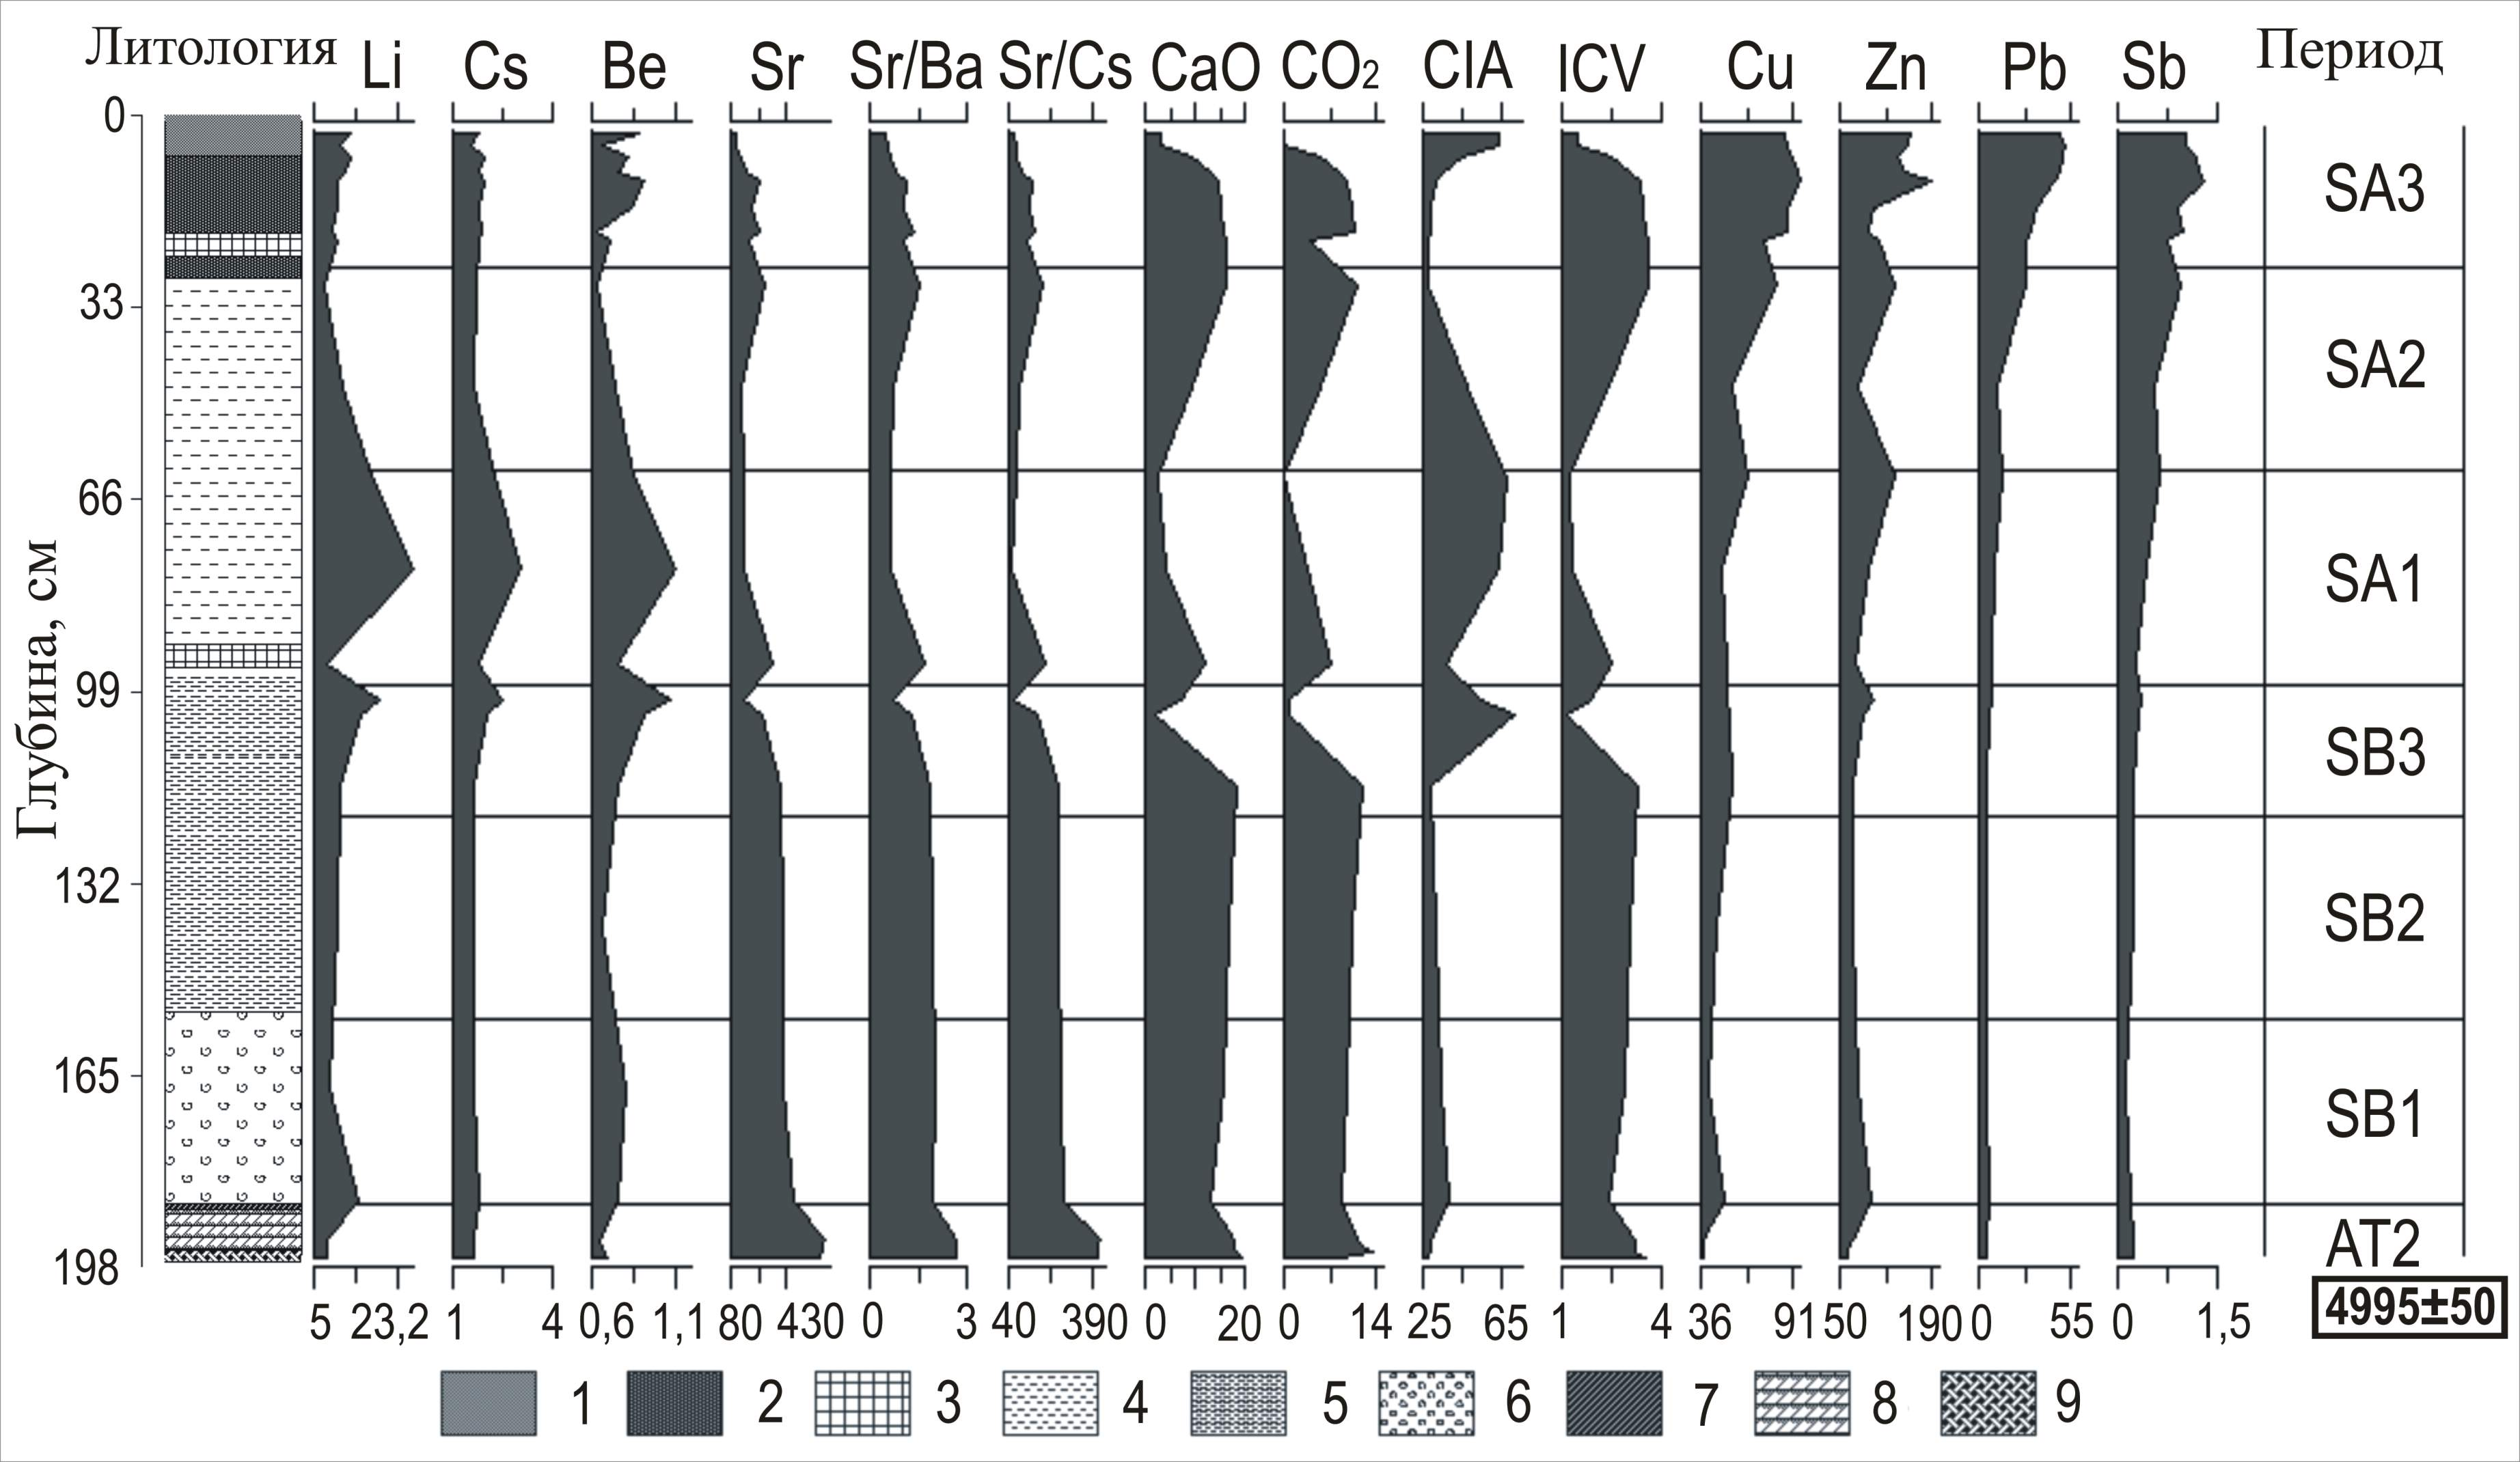 Литология Li Cs Be Sr Sr/Ba Sr/Cs CaO CO₂ CIA ICV Cu Zn Pb Sb Период
Глубина, см
0
33
66
99
132
165
198
SA3
SA2
SA1
SB3
SB2
SB1
AT2
4995±50
5 23,2 1 4 0,6 1,1 80 430 0 3 40 390 0 20 0 14 25 65 1 4 36 91 50 190 0 55 0 1,5
1 2 3 4 5 6 7 8 9